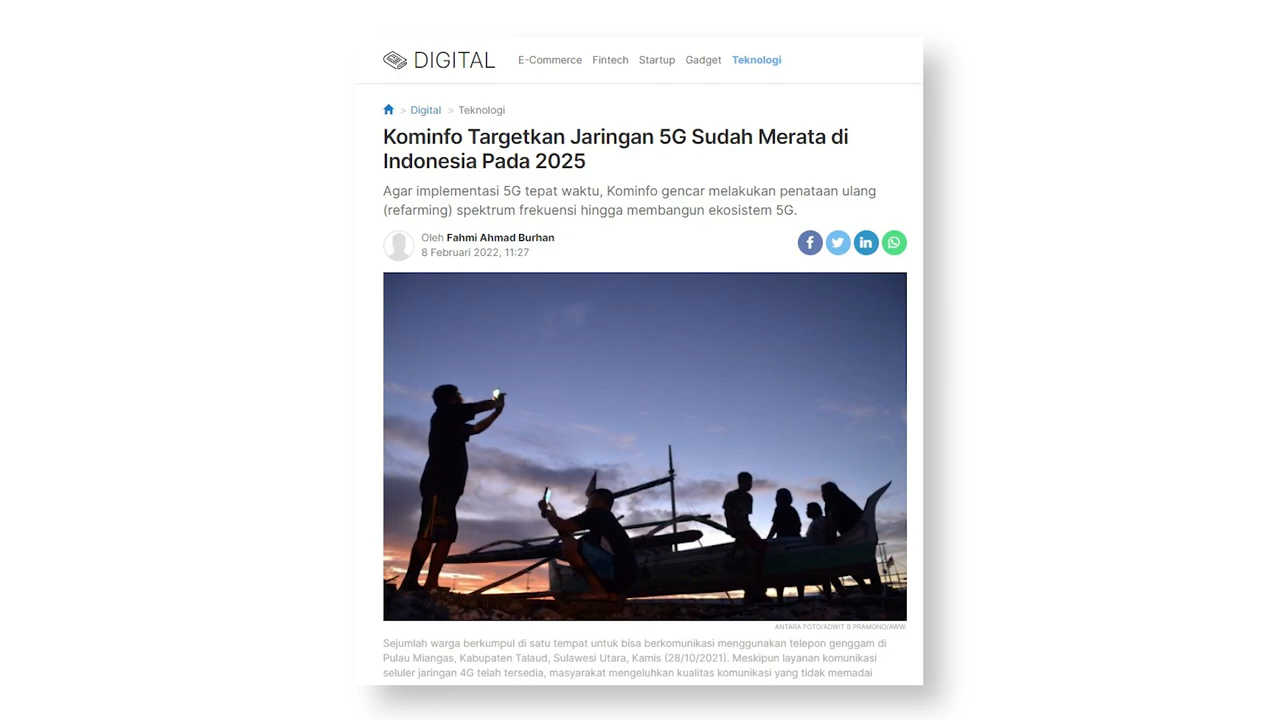 DIGITAL E-Commerce Fintech Startup Gadget Teknologi
> Digital > Teknologi
Kominfo Targetkan Jaringan 5G Sudah Merata di
Indonesia Pada 2025
Agar implementasi 5G tepat waktu, Kominfo gencar melakukan penataan ulang
(refarming) spektrum frekuensi hingga membangun ekosistem 5G.
Oleh Fahmi Ahmad Burhan
8 Februari 2022, 11:27
ANTARA FOTO/ADWIT B PRAMONO/AWW.
Sejumlah warga berkumpul di satu tempat untuk bisa berkomunikasi menggunakan telepon genggam di
Pulau Miangas, Kabupaten Talaud, Sulawesi Utara, Kamis (28/10/2021). Meskipun layanan komunikasi
seluler jaringan 4G telah tersedia, masyarakat mengeluhkan kualitas komunikasi yang tidak memadai